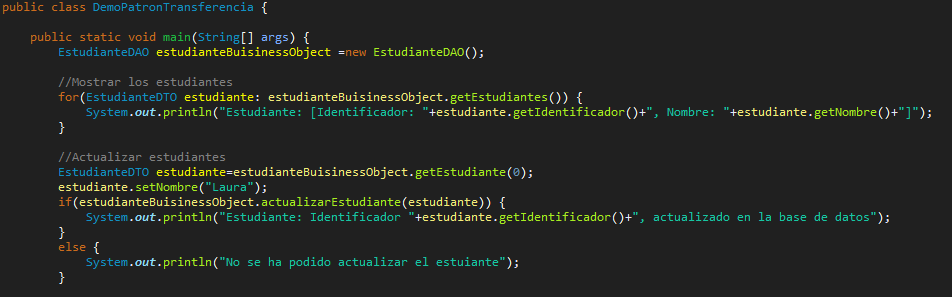 public class DemoPatronTransferencia {
public static void main(String[] args) {
EstudianteDAO estudianteBuisinessObject =new EstudianteDAO();
//Mostrar los estudiantes
for(EstudianteDTO estudiante: estudianteBuisinessObject.getEstudiantes()) {
System.out.println("Estudiante: [Identificador: "+estudiante.getIdentificador()+", Nombre: "+estudiante.getNombre()+"]");
}
//Actualizar estudiantes
EstudianteDTO estudiante=estudianteBuisinessObject.getEstudiante(0);
estudiante.setNombre("Laura");
if(estudianteBuisinessObject.actualizarEstudiante(estudiante)) {
System.out.println("Estudiante: Identificador "+estudiante.getIdentificador()+", actualizado en la base de datos");
}
else {
System.out.println("No se ha podido actualizar el estuiante");
}